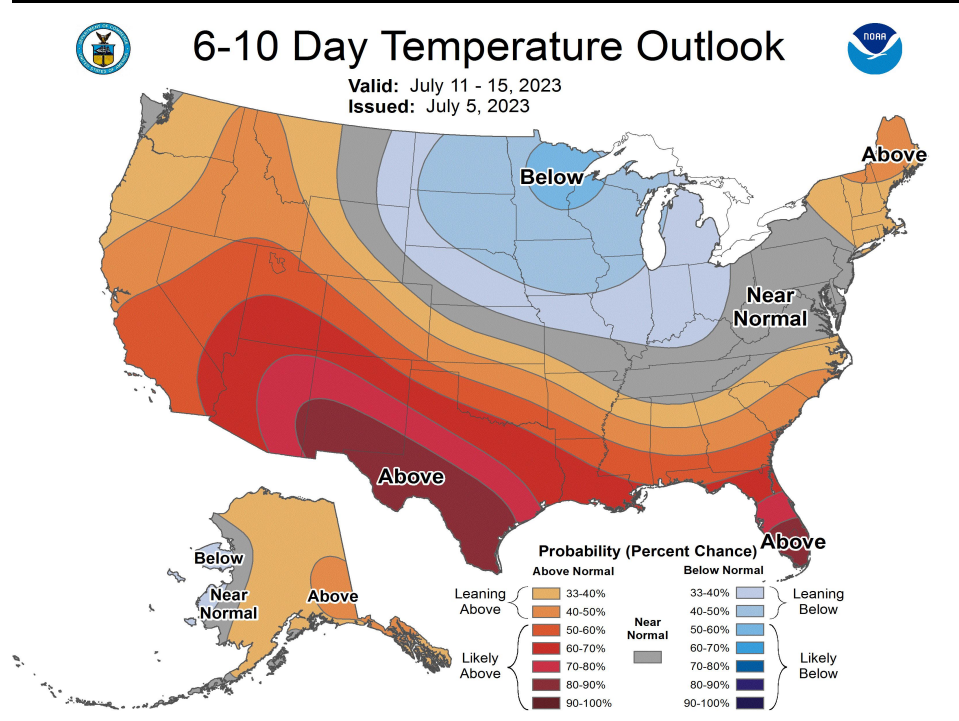 6-10 Day Temperature Outlook
NOAA
Valid: July 11 - 15, 2023
Issued: July 5, 2023
Below
Above
Near
Normal
Above
Above
Below
Near
Normal
Above
Probability (Percent Chance)
Above Normal
Below Normal
Leaning
Above
33-40%
40-50%
Likely
Above
50-60%
60-70%
70-80%
80-90%
90-100%
Near
Normal
33-40%
40-50%
Leaning
Below
50-60%
60-70%
70-80%
80-90%
90-100%
Likely
Below